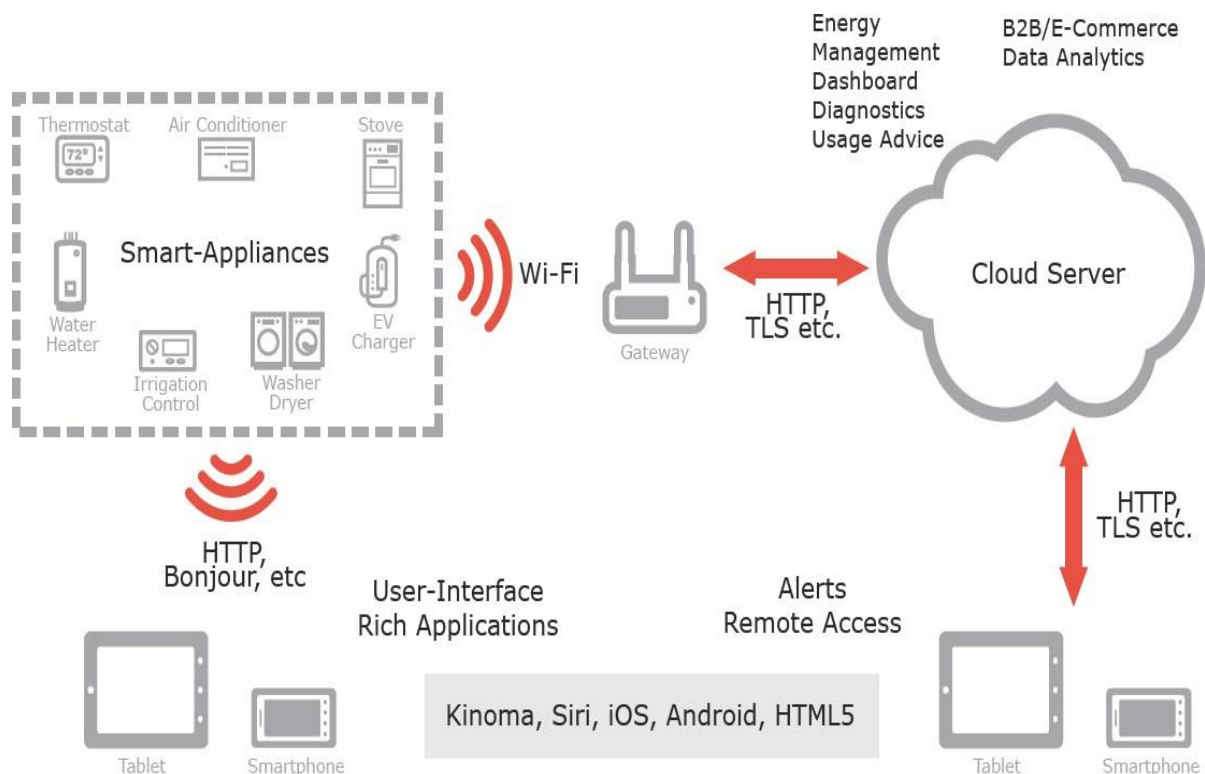 Energy
Management
Dashboard
Diagnostics
Usage Advice
B2B/E-Commerce
Data Analytics
Thermostat
Air Conditioner
Stove
72°
Smart-Appliances
Water
Heater
EV
Charger
Irrigation
Control
Washer
Dryer
Wi-Fi
Gateway
HTTP,
TLS etc.
Cloud Server
HTTP,
Bonjour, etc
HTTP,
TLS etc.
User-Interface
Rich Applications
Alerts
Remote Access
Kinoma, Siri, iOS, Android, HTML5
Tablet
Smartphone
Tablet
Smartphone